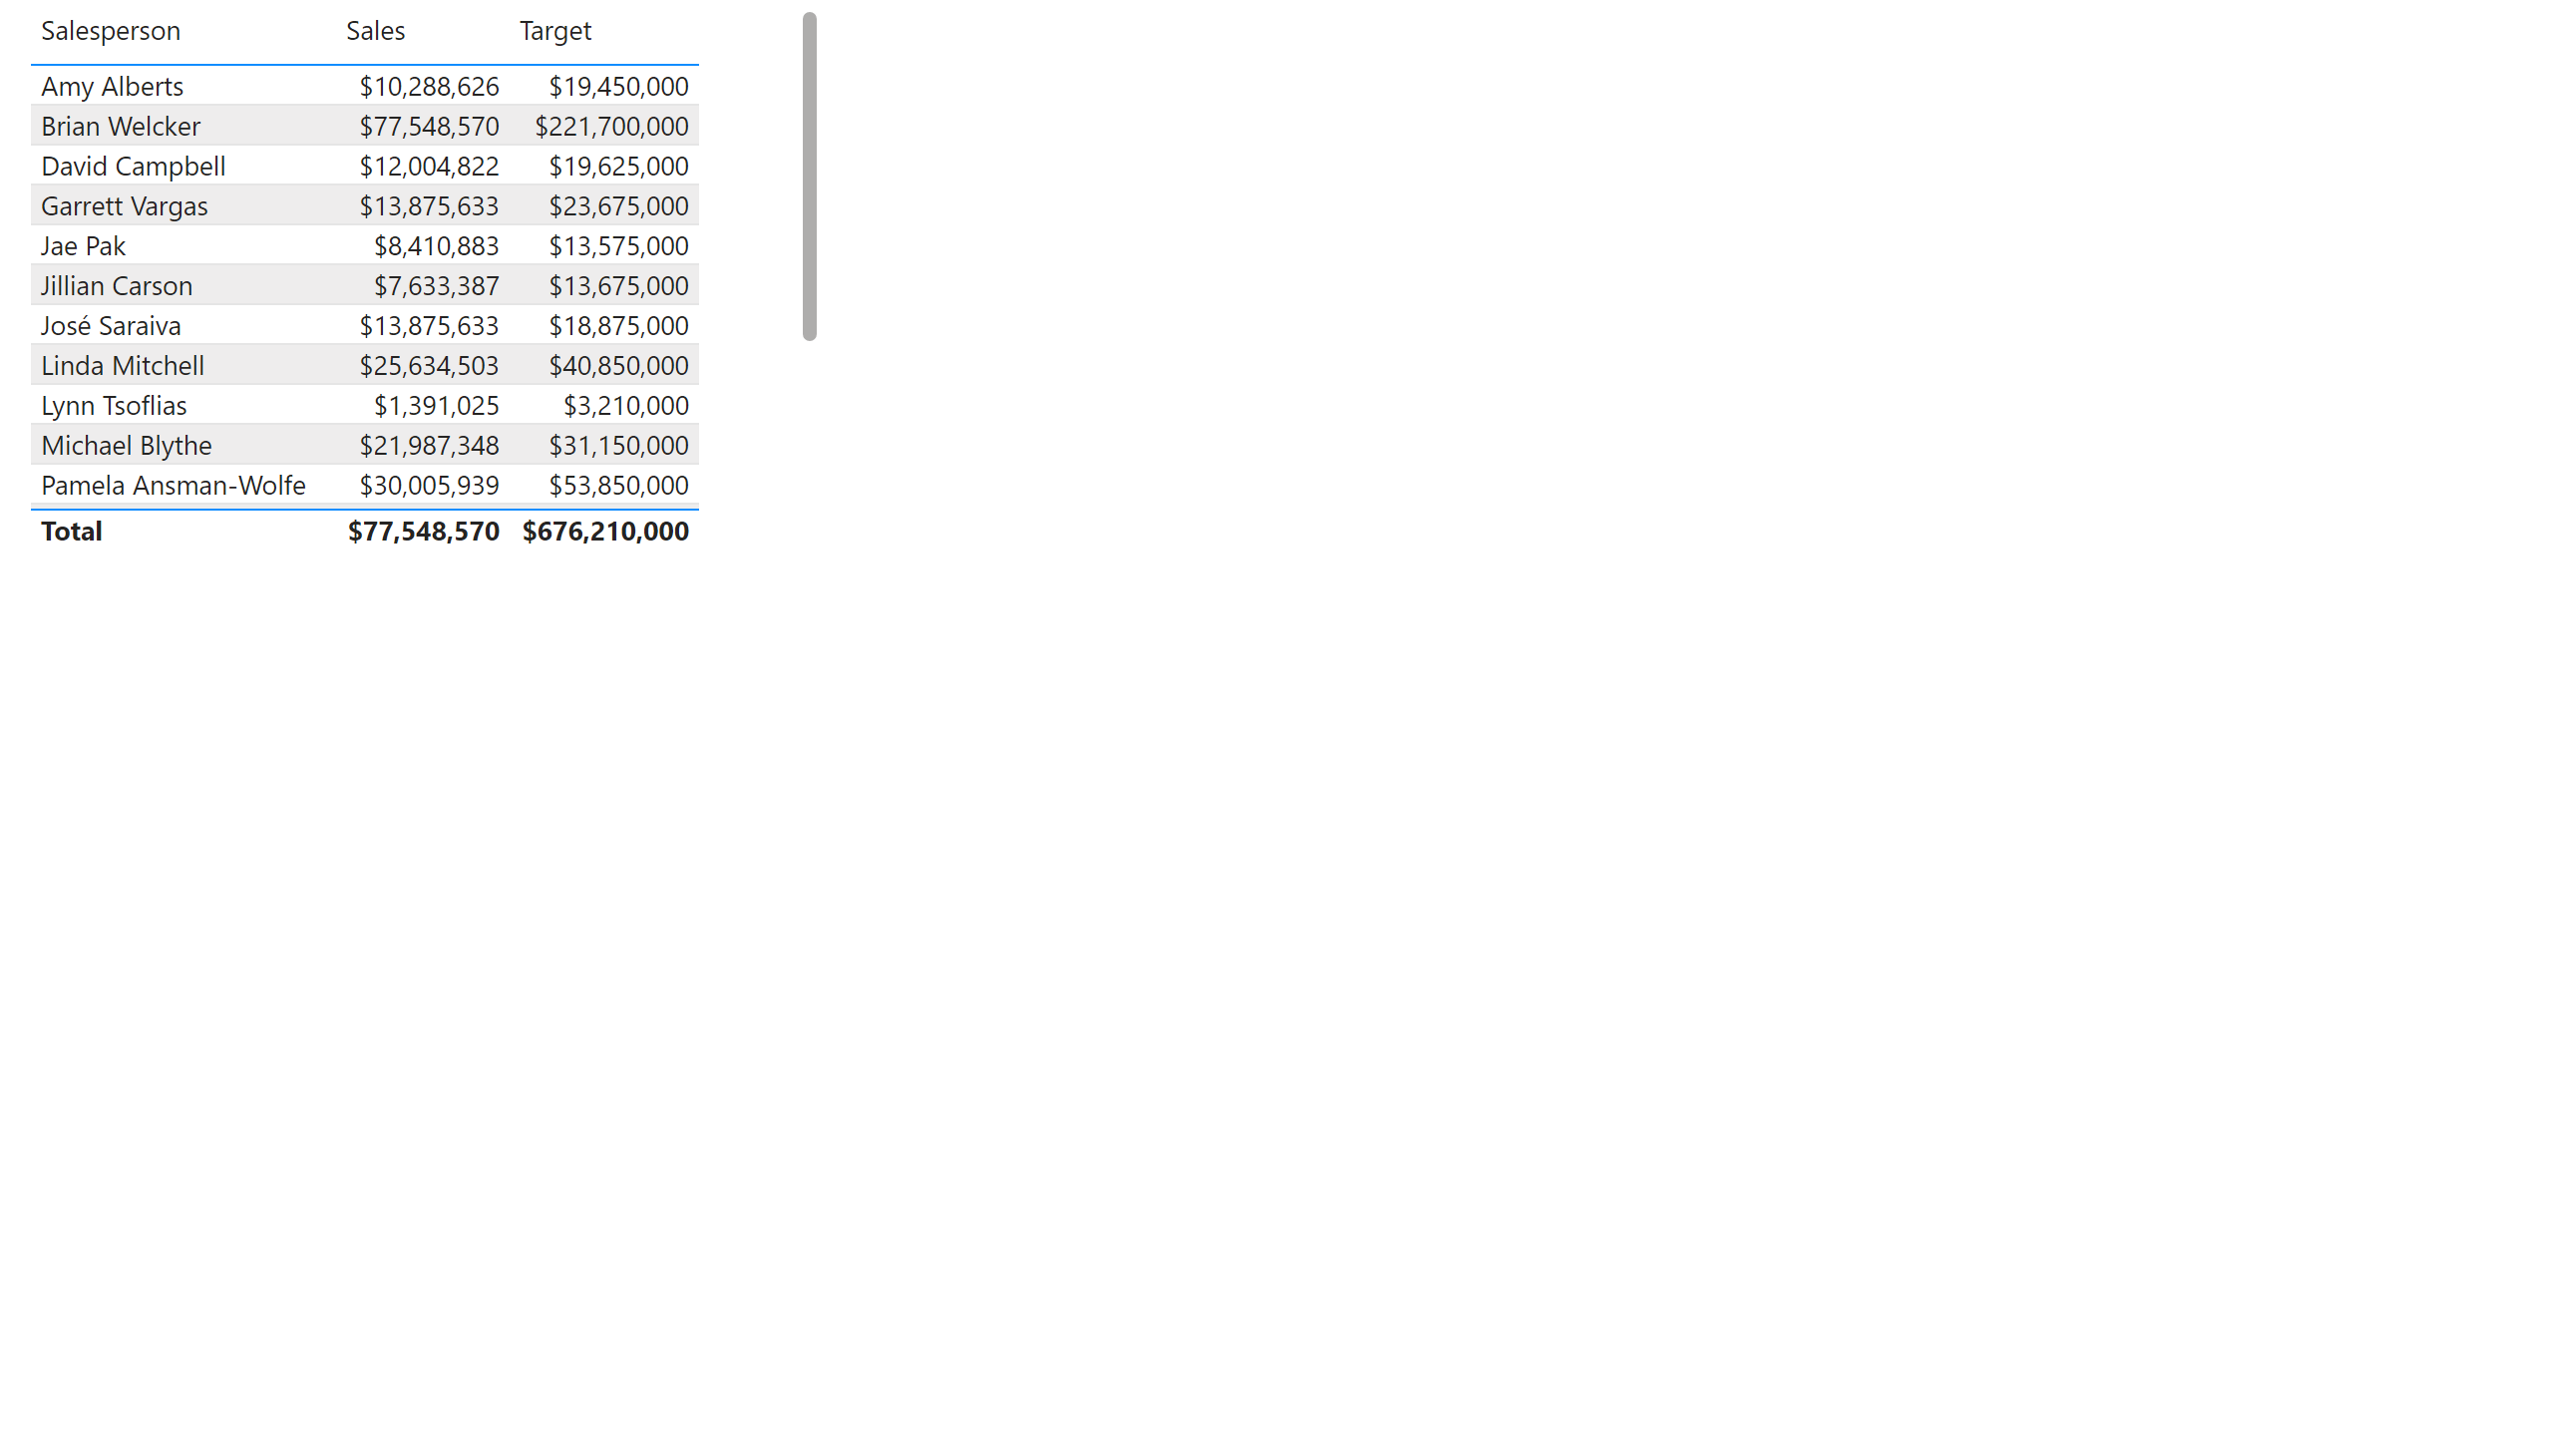 Salesperson Sales Target
Amy Alberts $10,288,626 $19,450,000
Brian Welcker $77,548,570 $221,700,000
David Campbell $12,004,822 $19,625,000
Garrett Vargas $13,875,633 $23,675,000
Jae Pak $8,410,883 $13,575,000
Jillian Carson $7,633,387 $13,675,000
José Saraiva $13,875,633 $18,875,000
Linda Mitchell $25,634,503 $40,850,000
Lynn Tsoflias $1,391,025 $3,210,000
Michael Blythe $21,987,348 $31,150,000
Pamela Ansman-Wolfe $30,005,939 $53,850,000
Total $77,548,570 $676,210,000